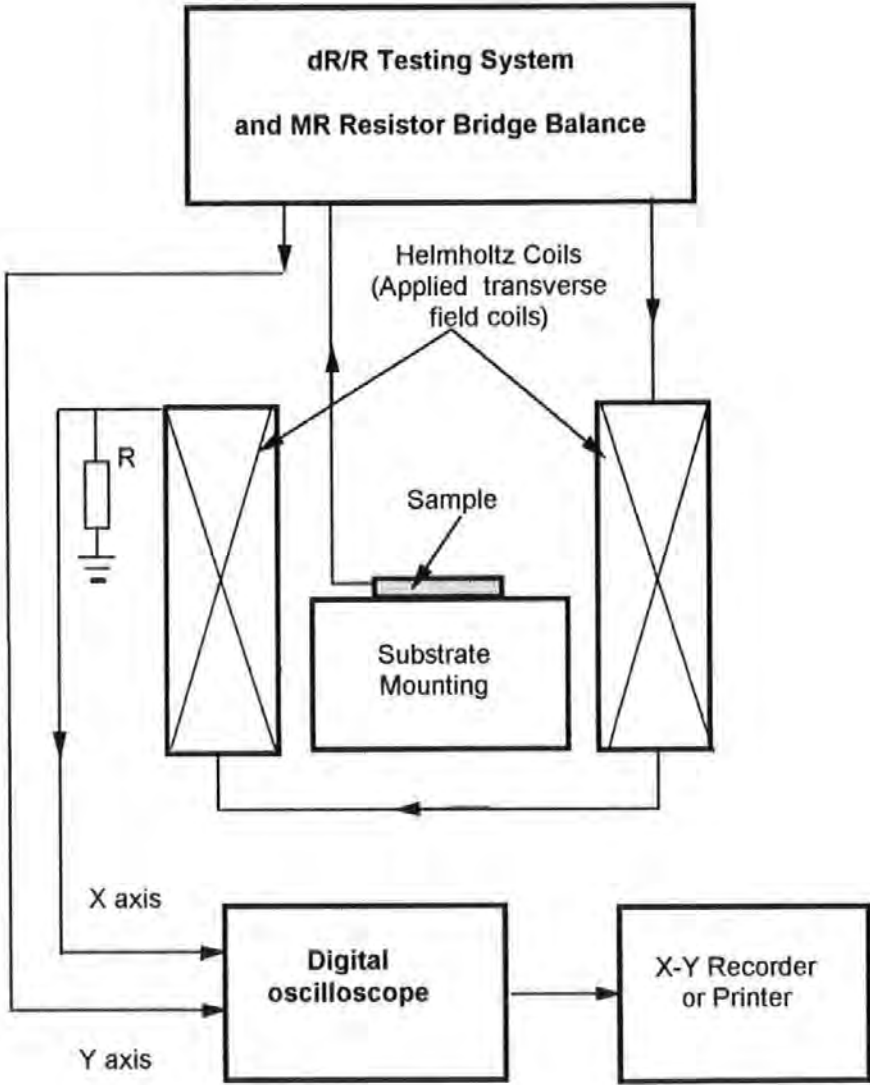 dR/R Testing System
and MR Resistor Bridge Balance
Helmholtz Coils
(Applied transverse
field coils)
R
Sample
Substrate
Mounting
X axis
Digital
oscilloscope
X-Y Recorder
or Printer
Y axis